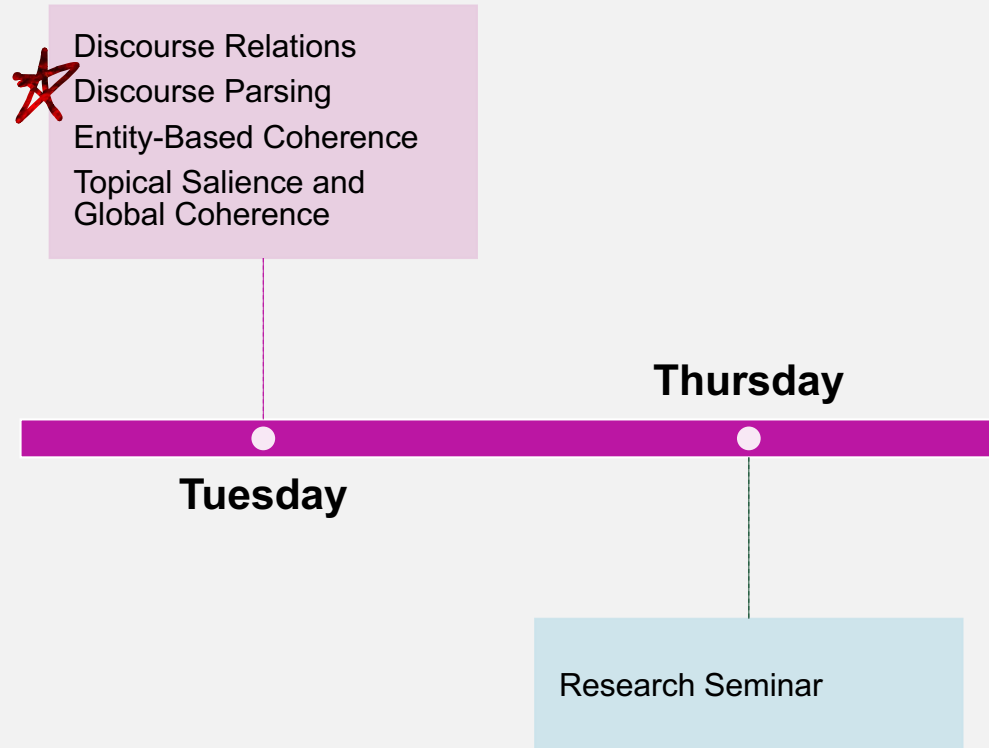 Discourse Relations
Discourse Parsing
Entity-Based Coherence
Topical Salience and
Global Coherence
Thursday
Tuesday
Research Seminar